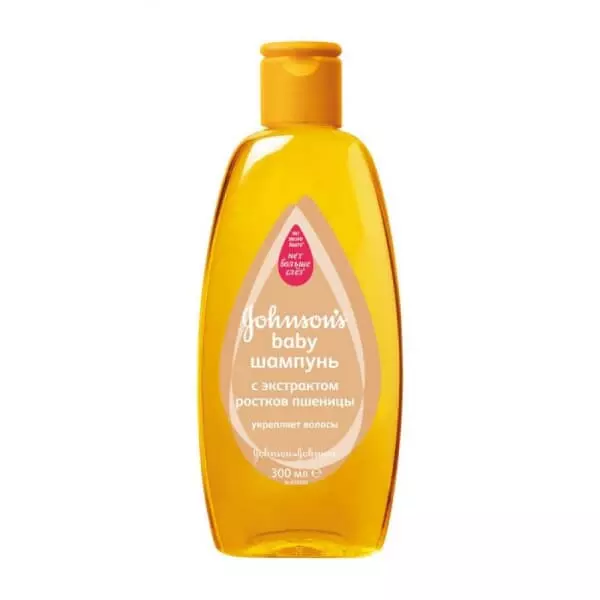 no
more
tears®
нет
больше
слёз®
Johnson's
baby
шампунь
с экстрактом
ростков пшеницы
укрепляет волосы
Johnson & Johnson
300 мл ℮